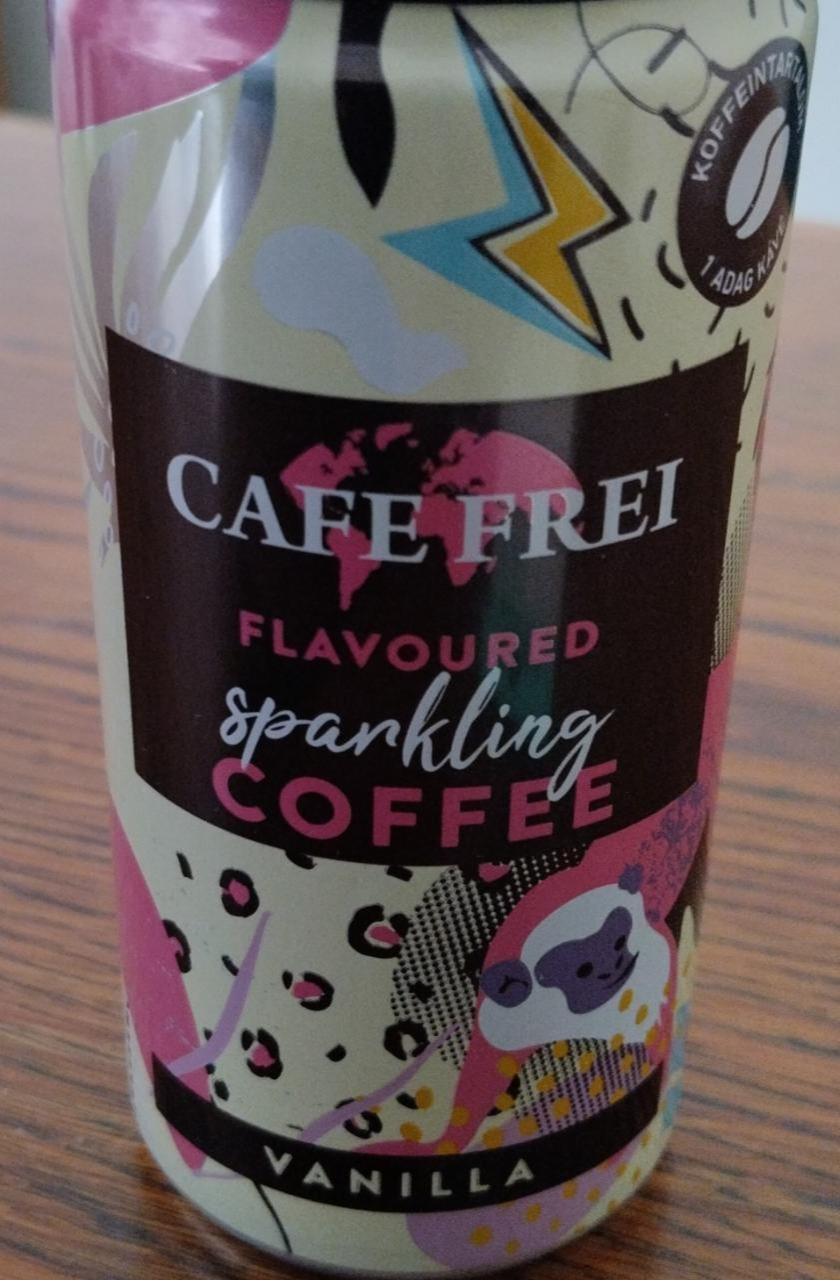 KOFFEINTARTALOM
1 ADAG KÁVÉ
CAFE FREI
FLAVOURED
sparkling
COFFEE
VANILLA